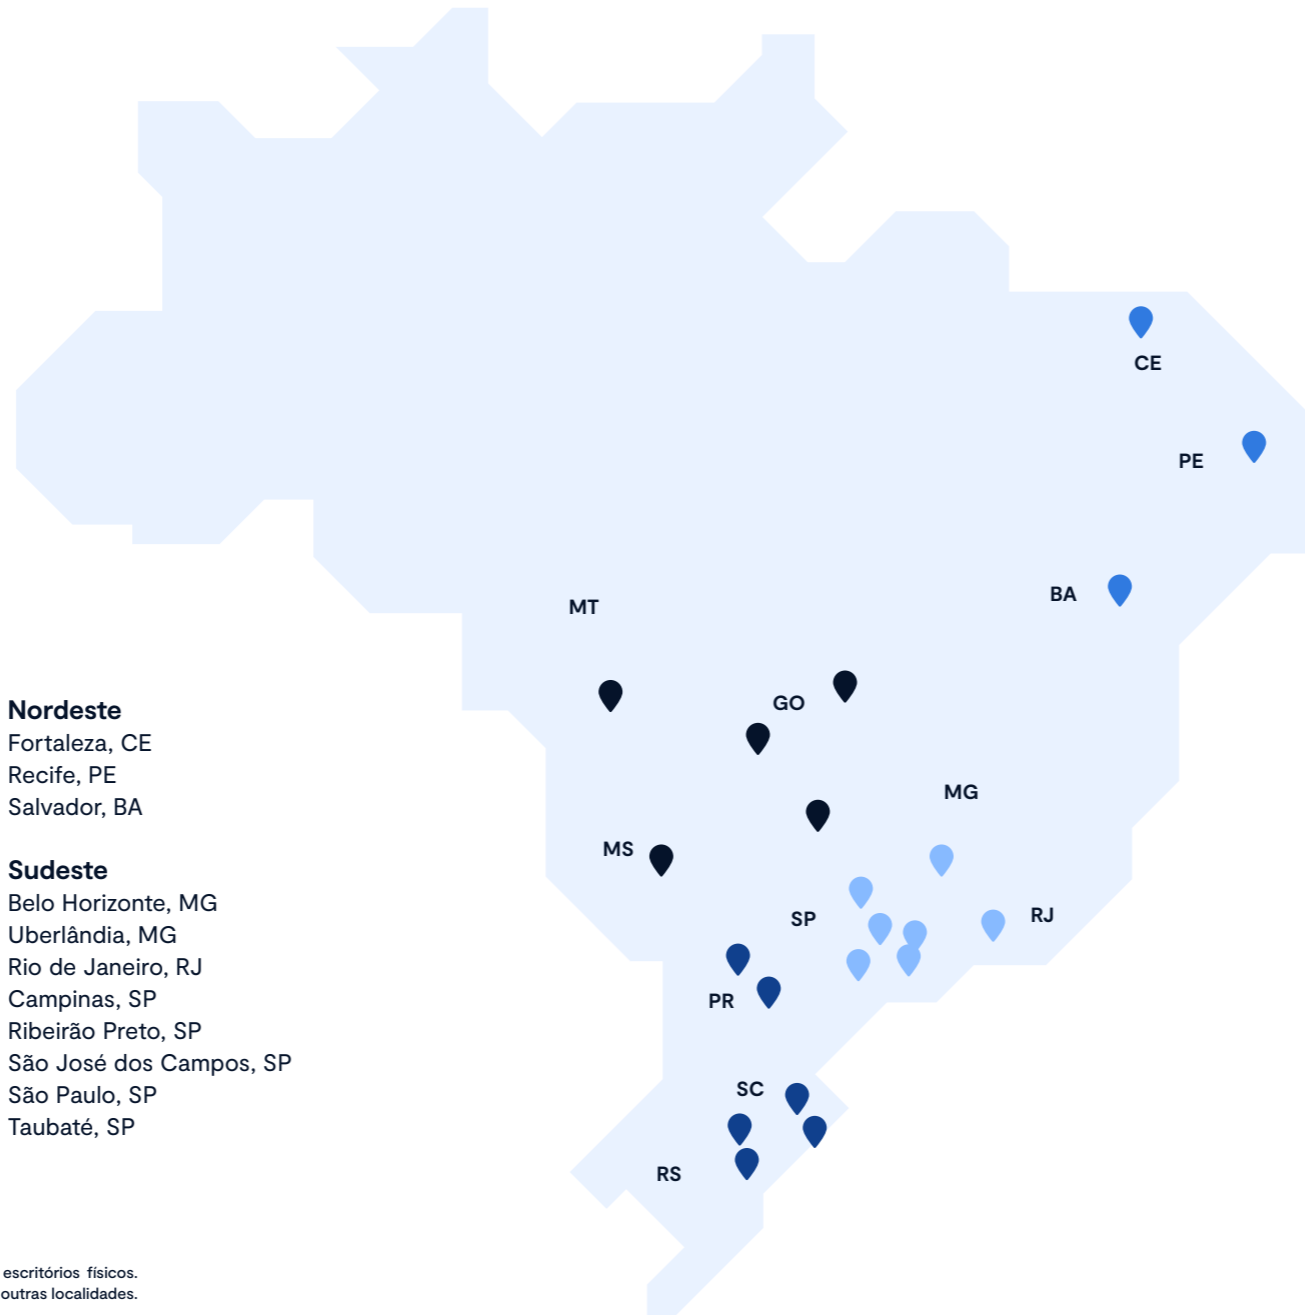 CE
PE
BA
MT
GO
MG
MS
SP
RJ
PR
SC
RS
Nordeste
Fortaleza, CE
Recife, PE
Salvador, BA
Sudeste
Belo Horizonte, MG
Uberlândia, MG
Rio de Janeiro, RJ
Campinas, SP
Ribeirão Preto, SP
São José dos Campos, SP
São Paulo, SP
Taubaté, SP
escritórios físicos.
outras localidades.